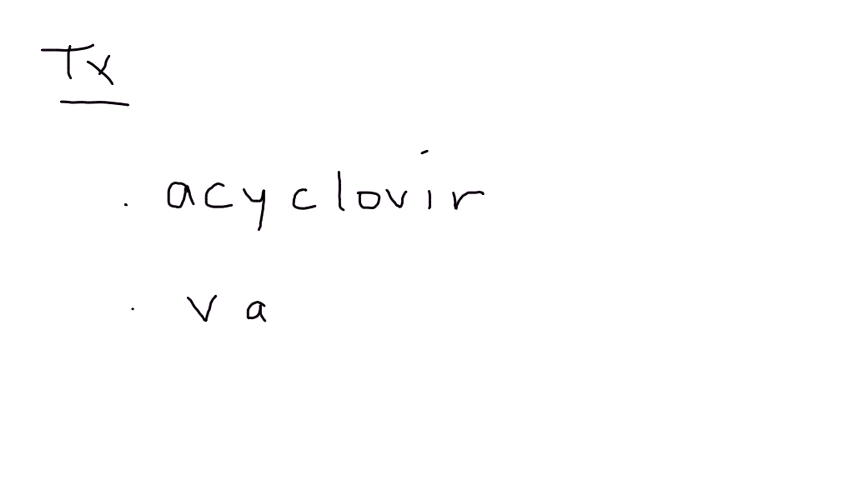 Tx
. acyclovir
. va